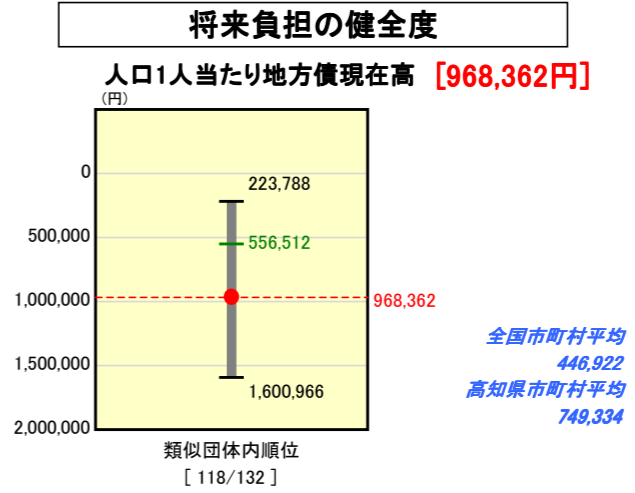 将来負担の健全度
人口1人当たり地方債現在高 [968,362円]
(円)
0
223,788
500,000
556,512
1,000,000
968,362
1,500,000
1,600,966
2,000,000
全国市町村平均
446,922
高知県市町村平均
749,334
類似団体内順位
[ 118/132 ]